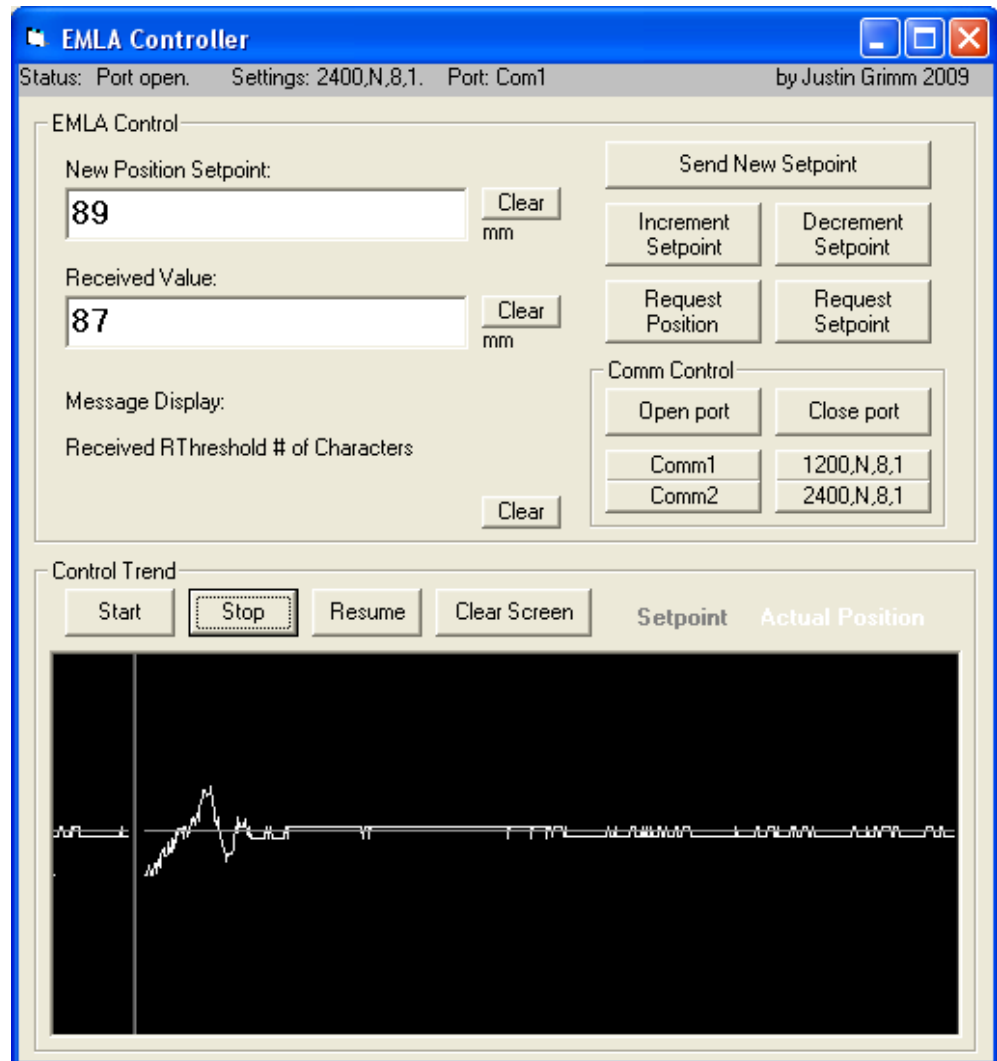 EMLA Controller
Status: Port open. Settings: 2400,N,8,1. Port: Com1 by Justin Grimm 2009
EMLA Control
New Position Setpoint:
89
Clear
mm
Received Value:
87
Clear
mm
Message Display:
Received RThreshold # of Characters
Clear
Send New Setpoint
Increment
Setpoint
Decrement
Setpoint
Request
Position
Request
Setpoint
Comm Control
Open port
Close port
Comm1
1200,N,8,1
Comm2
2400,N,8,1
Control Trend
Start
Stop
Resume
Clear Screen
Setpoint
Actual Position